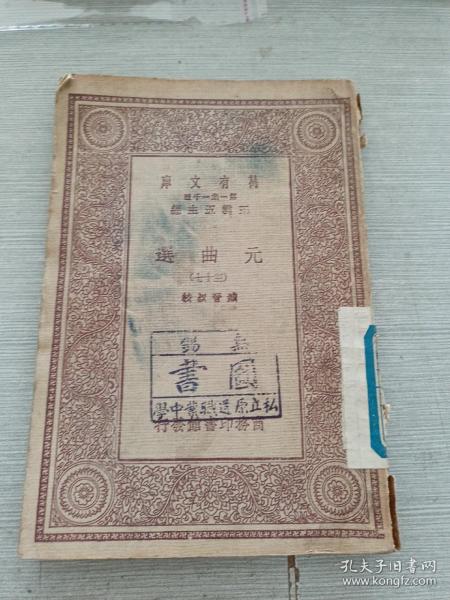 萬有文庫
第一集一千種
王雲五主編
元曲選
(三十七)
臧晉叔校
無錫
圖書
私立原道職業中學
商務印書館發行
孔夫子旧书网
www.kongfz.com